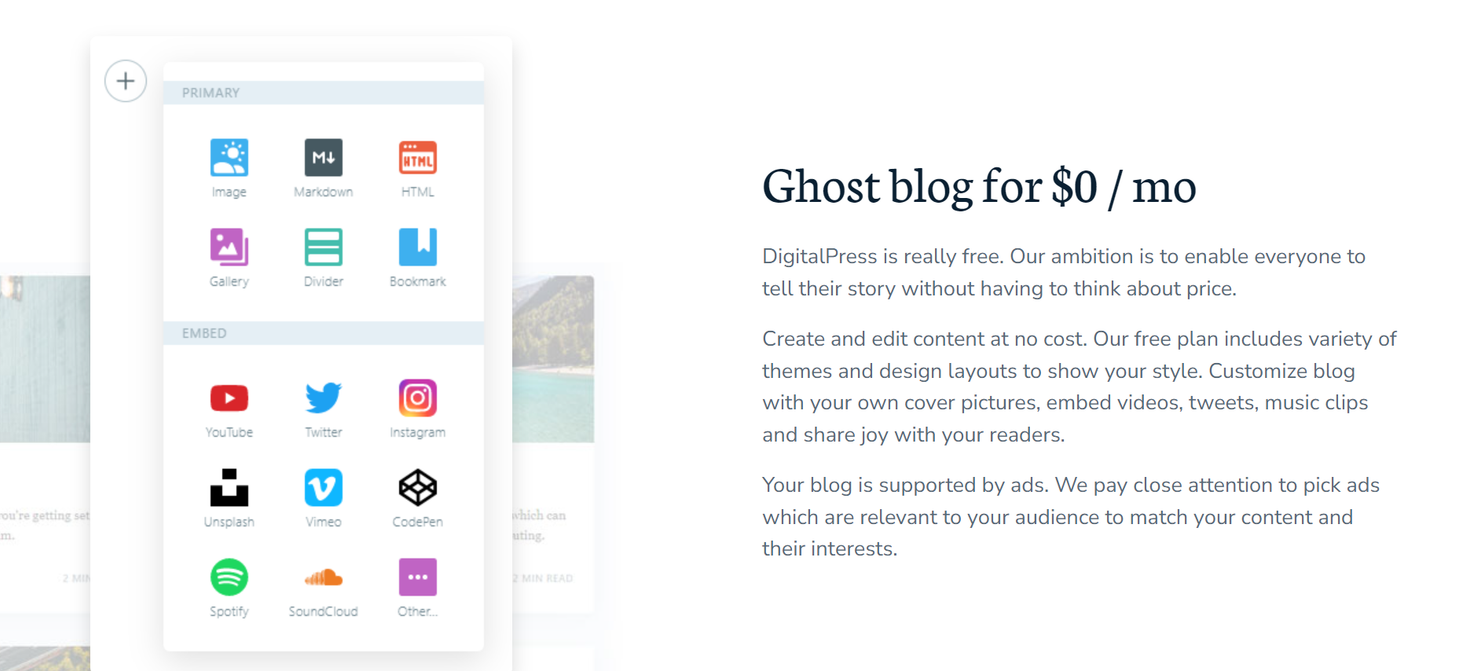 PRIMARY
Image Markdown HTML
Gallery Divider Bookmark
EMBED
YouTube Twitter Instagram
Unsplash Vimeo CodePen
Spotify SoundCloud Other...
M↓
HTML
you're getting set
m.
2 MIN
which can
uting.
2 MIN READ
Ghost blog for $0 / mo
DigitalPress is really free. Our ambition is to enable everyone to
tell their story without having to think about price.
Create and edit content at no cost. Our free plan includes variety of
themes and design layouts to show your style. Customize blog
with your own cover pictures, embed videos, tweets, music clips
and share joy with your readers.
Your blog is supported by ads. We pay close attention to pick ads
which are relevant to your audience to match your content and
their interests.